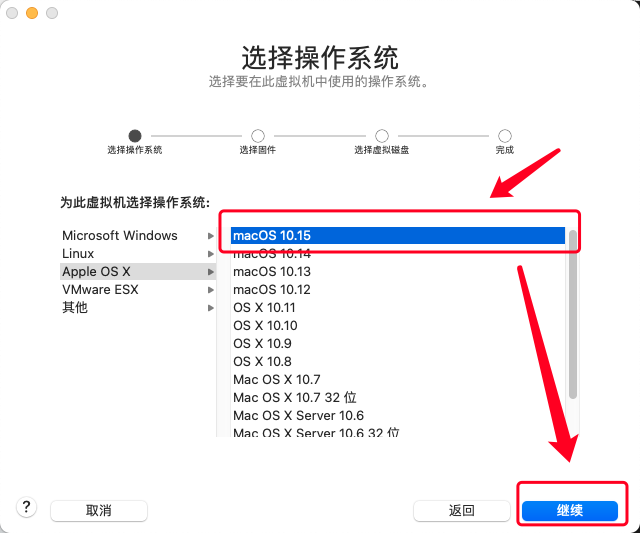 选择操作系统
选择要在此虚拟机中使用的操作系统。
选择操作系统
选择固件
选择虚拟磁盘
完成
为此虚拟机选择操作系统:
Microsoft Windows
Linux
Apple OS X
VMware ESX
其他
macOS 10.15
macOS 10.14
macOS 10.13
macOS 10.12
OS X 10.11
OS X 10.10
OS X 10.9
OS X 10.8
Mac OS X 10.7
Mac OS X 10.7 32 位
Mac OS X Server 10.6
Mac OS X Server 10.6 32 位
?
取消
返回
继续